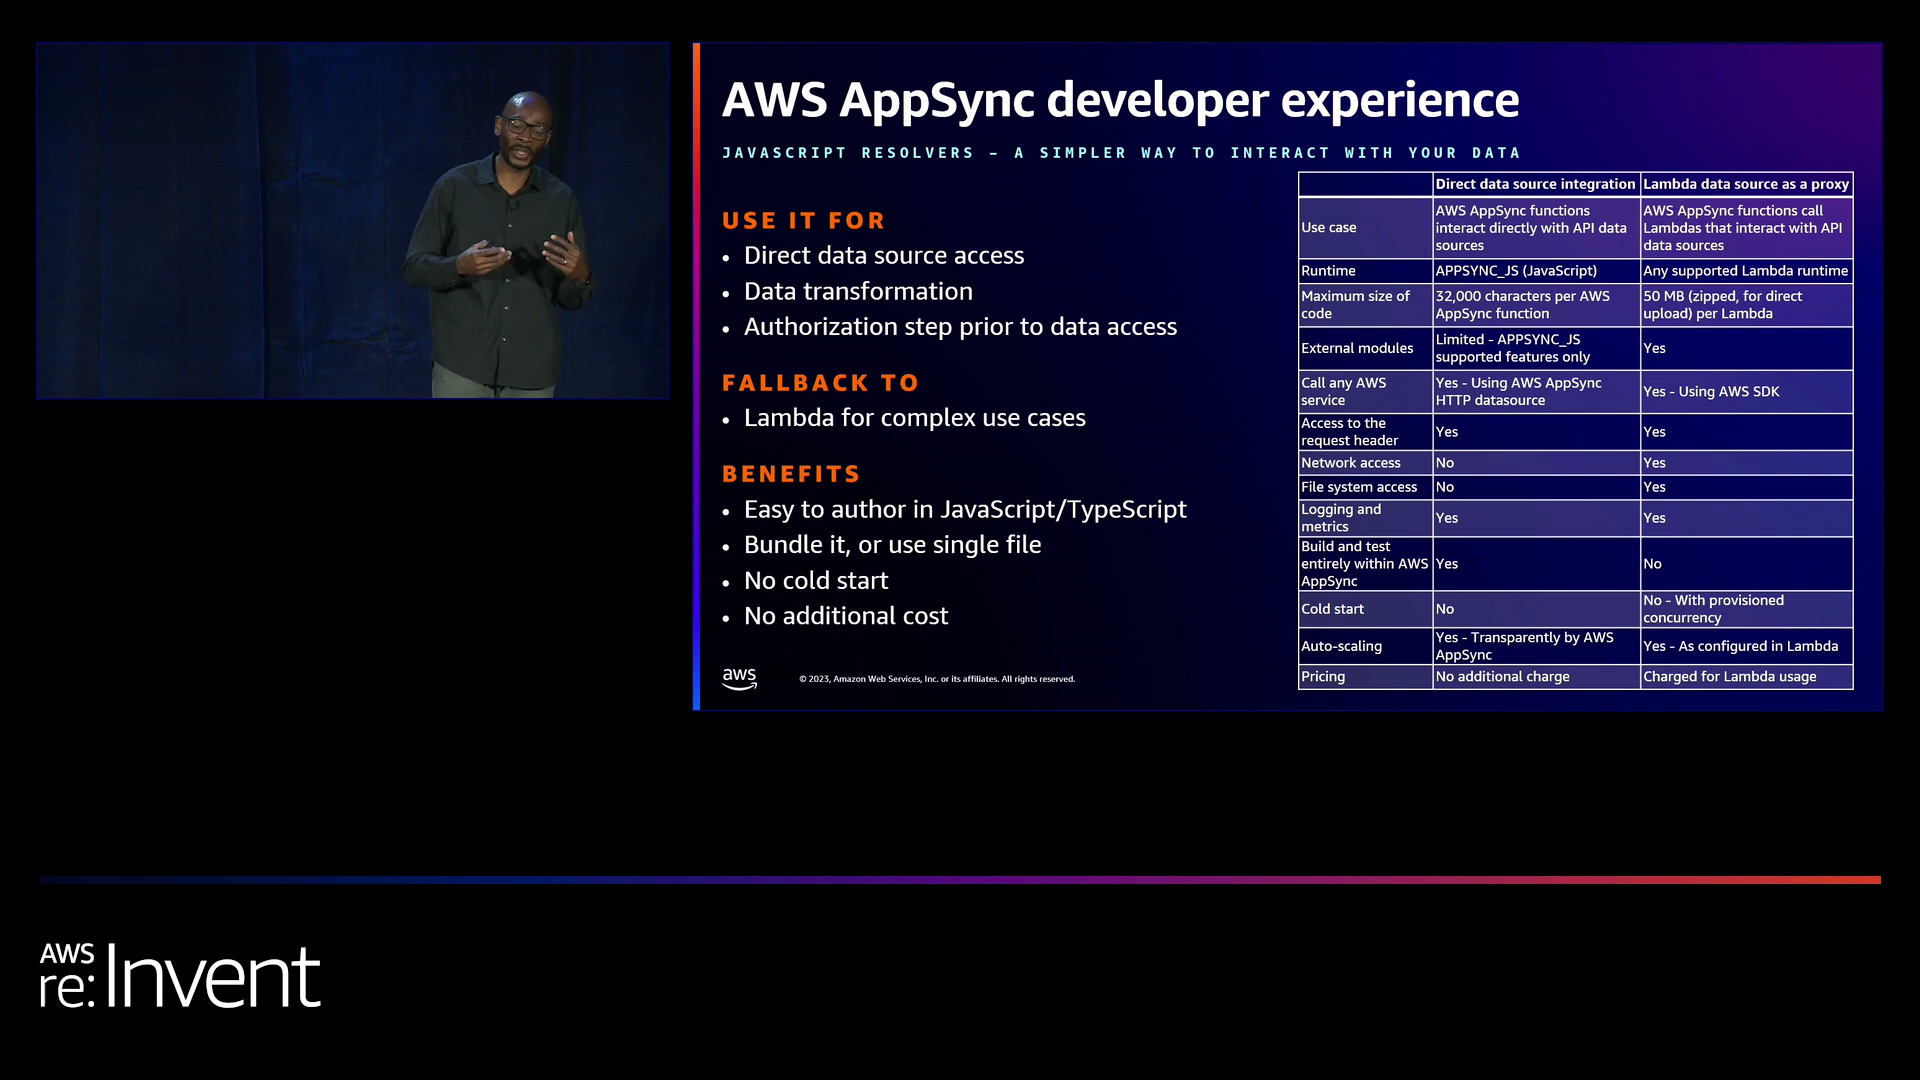 AWS AppSync developer experience
JAVASCRIPT RESOLVERS – A SIMPLER WAY TO INTERACT WITH YOUR DATA
USE IT FOR
• Direct data source access
• Data transformation
• Authorization step prior to data access
FALLBACK TO
• Lambda for complex use cases
BENEFITS
• Easy to author in JavaScript/TypeScript
• Bundle it, or use single file
• No cold start
• No additional cost
Direct data source integration Lambda data source as a proxy
Use case
AWS AppSync functions
interact directly with API data
sources
AWS AppSync functions call
Lambdas that interact with API
data sources
Runtime
APPSYNC_JS (JavaScript)
Any supported Lambda runtime
Maximum size of
code
32,000 characters per AWS
AppSync function
50 MB (zipped, for direct
upload) per Lambda
External modules
Limited - APPSYNC_JS
supported features only
Yes
Call any AWS
service
Yes - Using AWS AppSync
HTTP datasource
Yes - Using AWS SDK
Access to the
request header
Yes
Yes
Network access
No
Yes
File system access
No
Yes
Logging and
metrics
Yes
Yes
Build and test
entirely within AWS
AppSync
Yes
No
Cold start
No
No - With provisioned
concurrency
Auto-scaling
Yes - Transparently by AWS
AppSync
Yes - As configured in Lambda
Pricing
No additional charge
Charged for Lambda usage
aws
© 2023, Amazon Web Services, Inc. or its affiliates. All rights reserved.
AWS
re:Invent